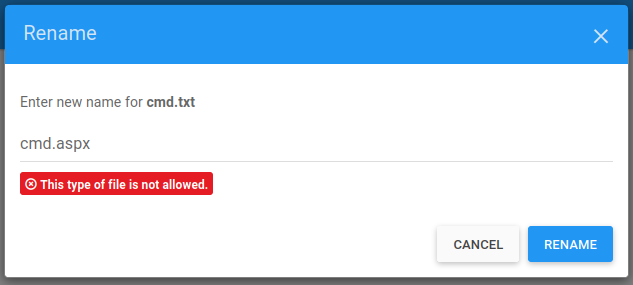 Rename
Enter new name for cmd.txt
cmd.aspx
This type of file is not allowed.
CANCEL
RENAME